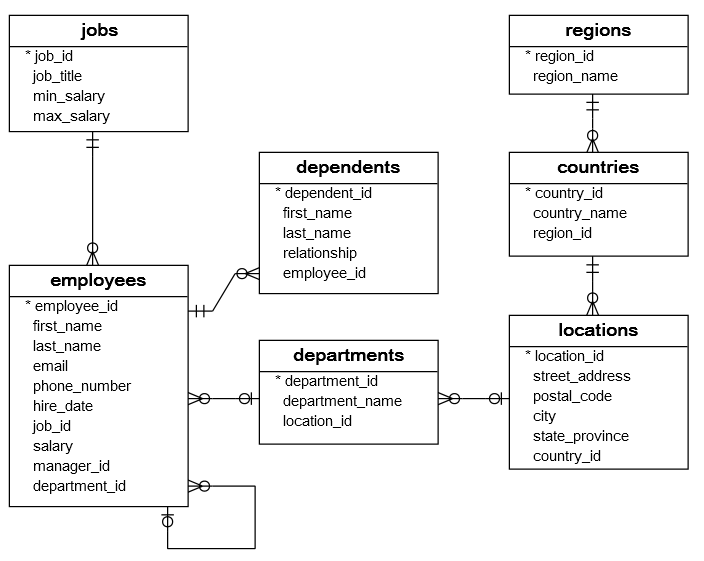 jobs
* job_id
job_title
min_salary
max_salary
regions
* region_id
region_name
dependents
* dependent_id
first_name
last_name
relationship
employee_id
countries
* country_id
country_name
region_id
employees
* employee_id
first_name
last_name
email
phone_number
hire_date
job_id
salary
manager_id
department_id
departments
* department_id
department_name
location_id
locations
* location_id
street_address
postal_code
city
state_province
country_id